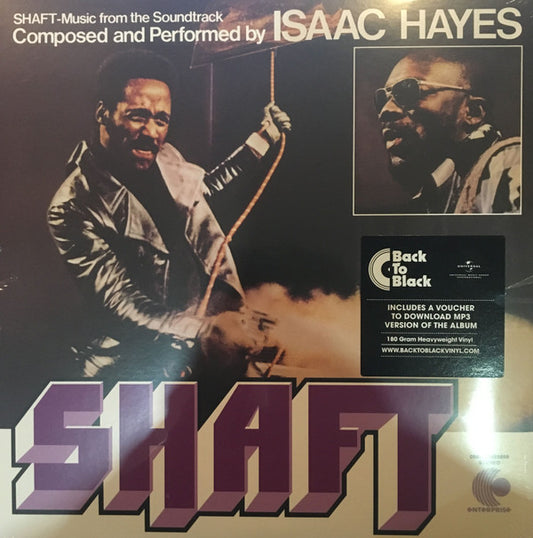 SHAFT-Music from the Soundtrack
Composed and Performed by ISAAC HAYES
Back
To
Black
UNIVERSAL
INCLUDES A VOUCHER
TO DOWNLOAD MP3
VERSION OF THE ALBUM
180 Gram Heavyweight Vinyl
WWW.BACKTOBLACKVINYL.COM
SHAFT
ENTERPRISE